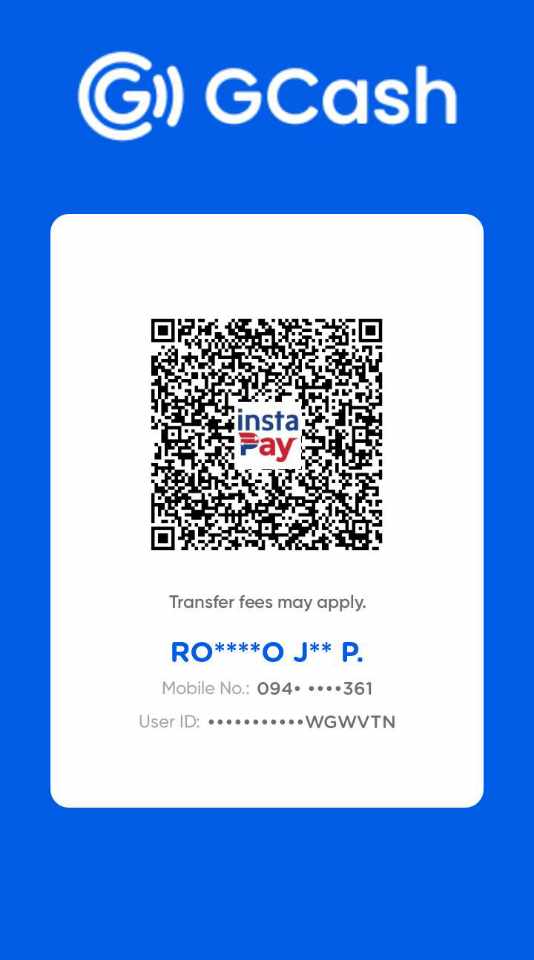 GCash
insta
Pay
Transfer fees may apply.
RO****O J** P.
Mobile No.: 094• ••••361
User ID: •••••••••••WGWVTN